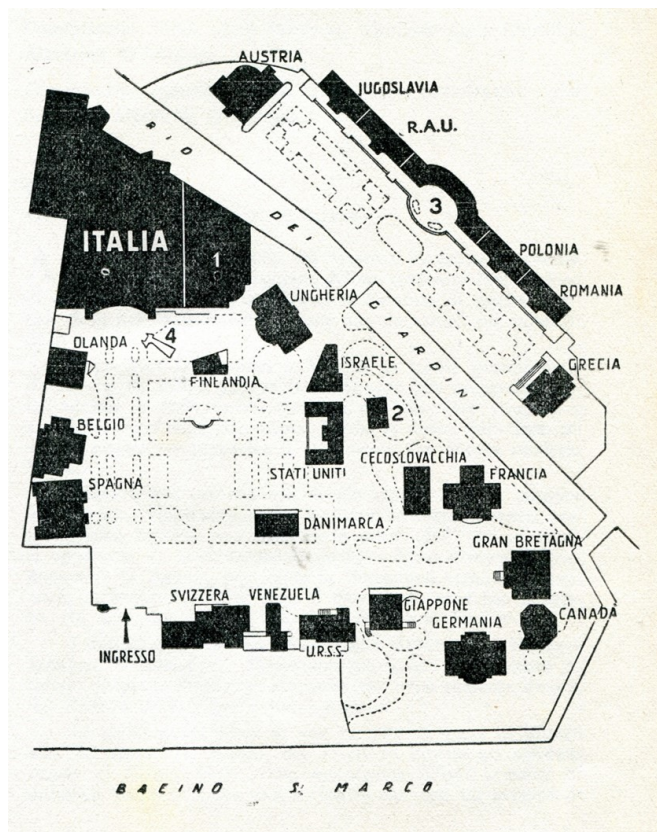 AUSTRIA
JUGOSLAVIA
R.A.U.
RIO
DEI
GIARDINI
3
ITALIA
1
POLONIA
ROMANIA
UNGHERIA
OLANDA
4
FINLANDIA
ISRAELE
GRECIA
2
BELGIO
CECOSLOVACCHIA
STATI UNITI
FRANCIA
SPAGNA
DANIMARCA
GRAN BRETAGNA
SVIZZERA
VENEZUELA
GIAPPONE
GERMANIA
CANADA
INGRESSO
U.R.S.S.
BACINO S. MARCO